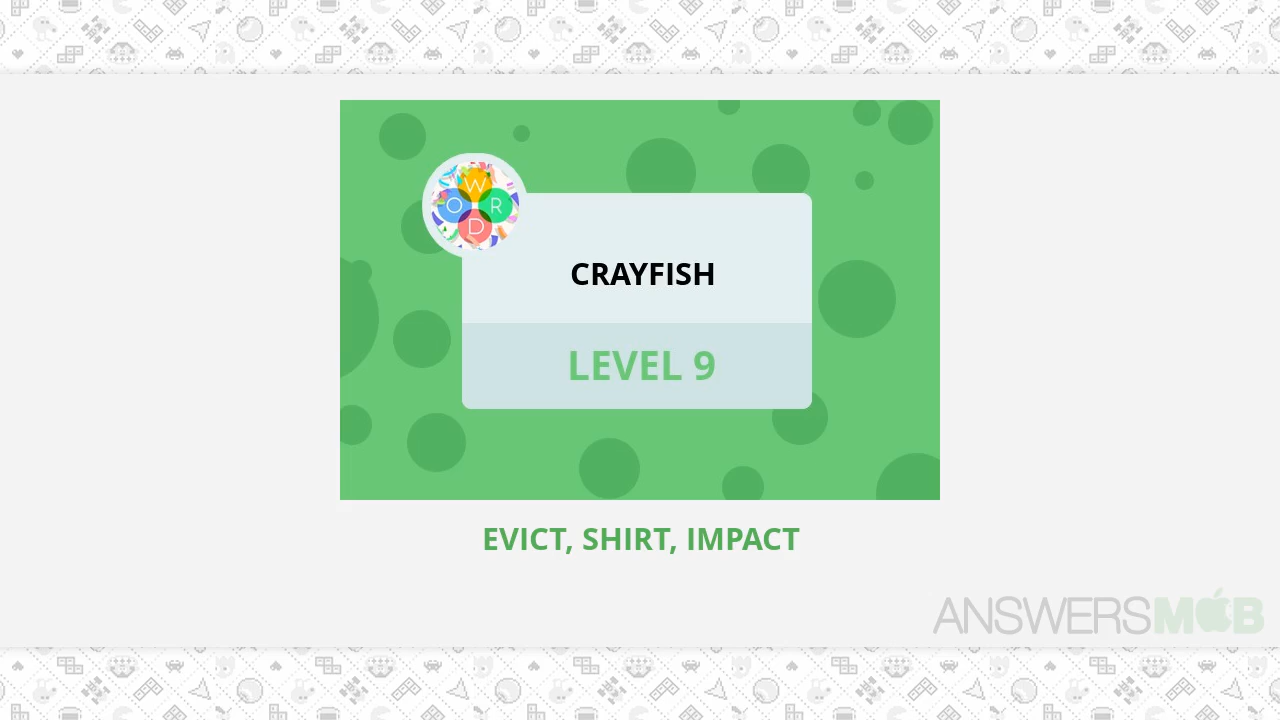 W
O R
D
CRAYFISH
LEVEL 9
EVICT, SHIRT, IMPACT
ANSWERSMOB